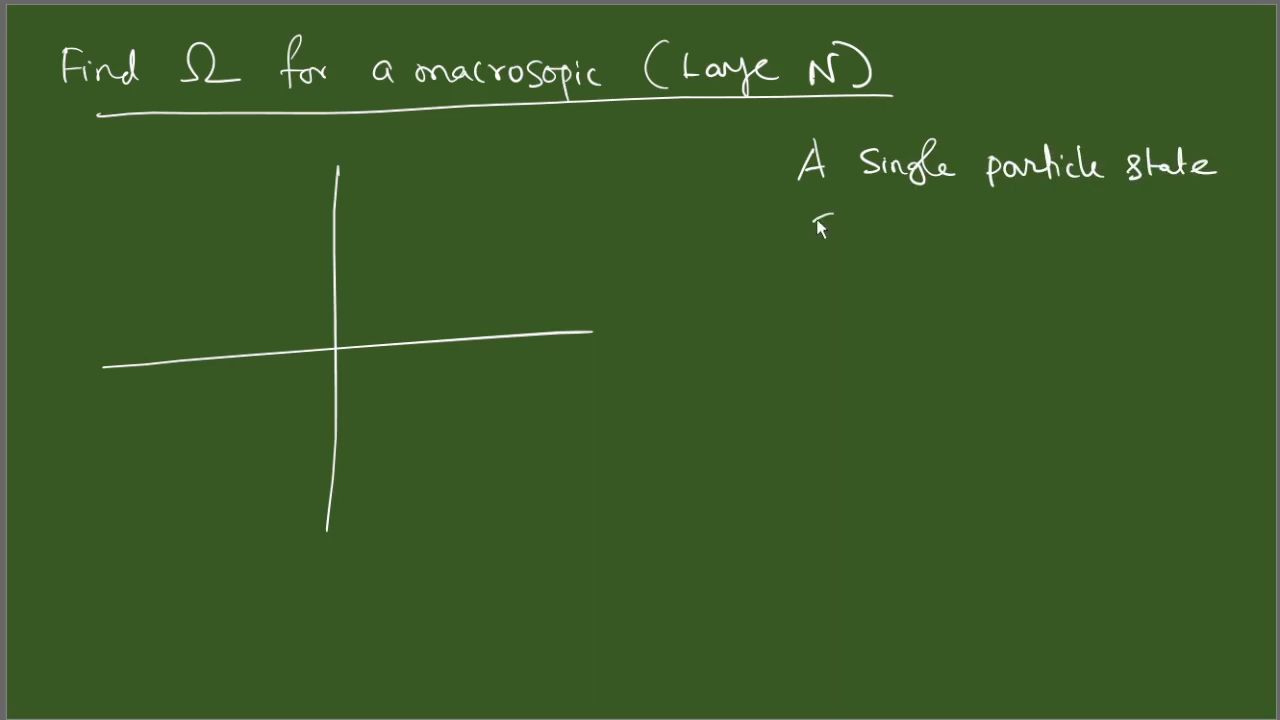 Find Ω for a macrosopic (Large N)
A single particle state